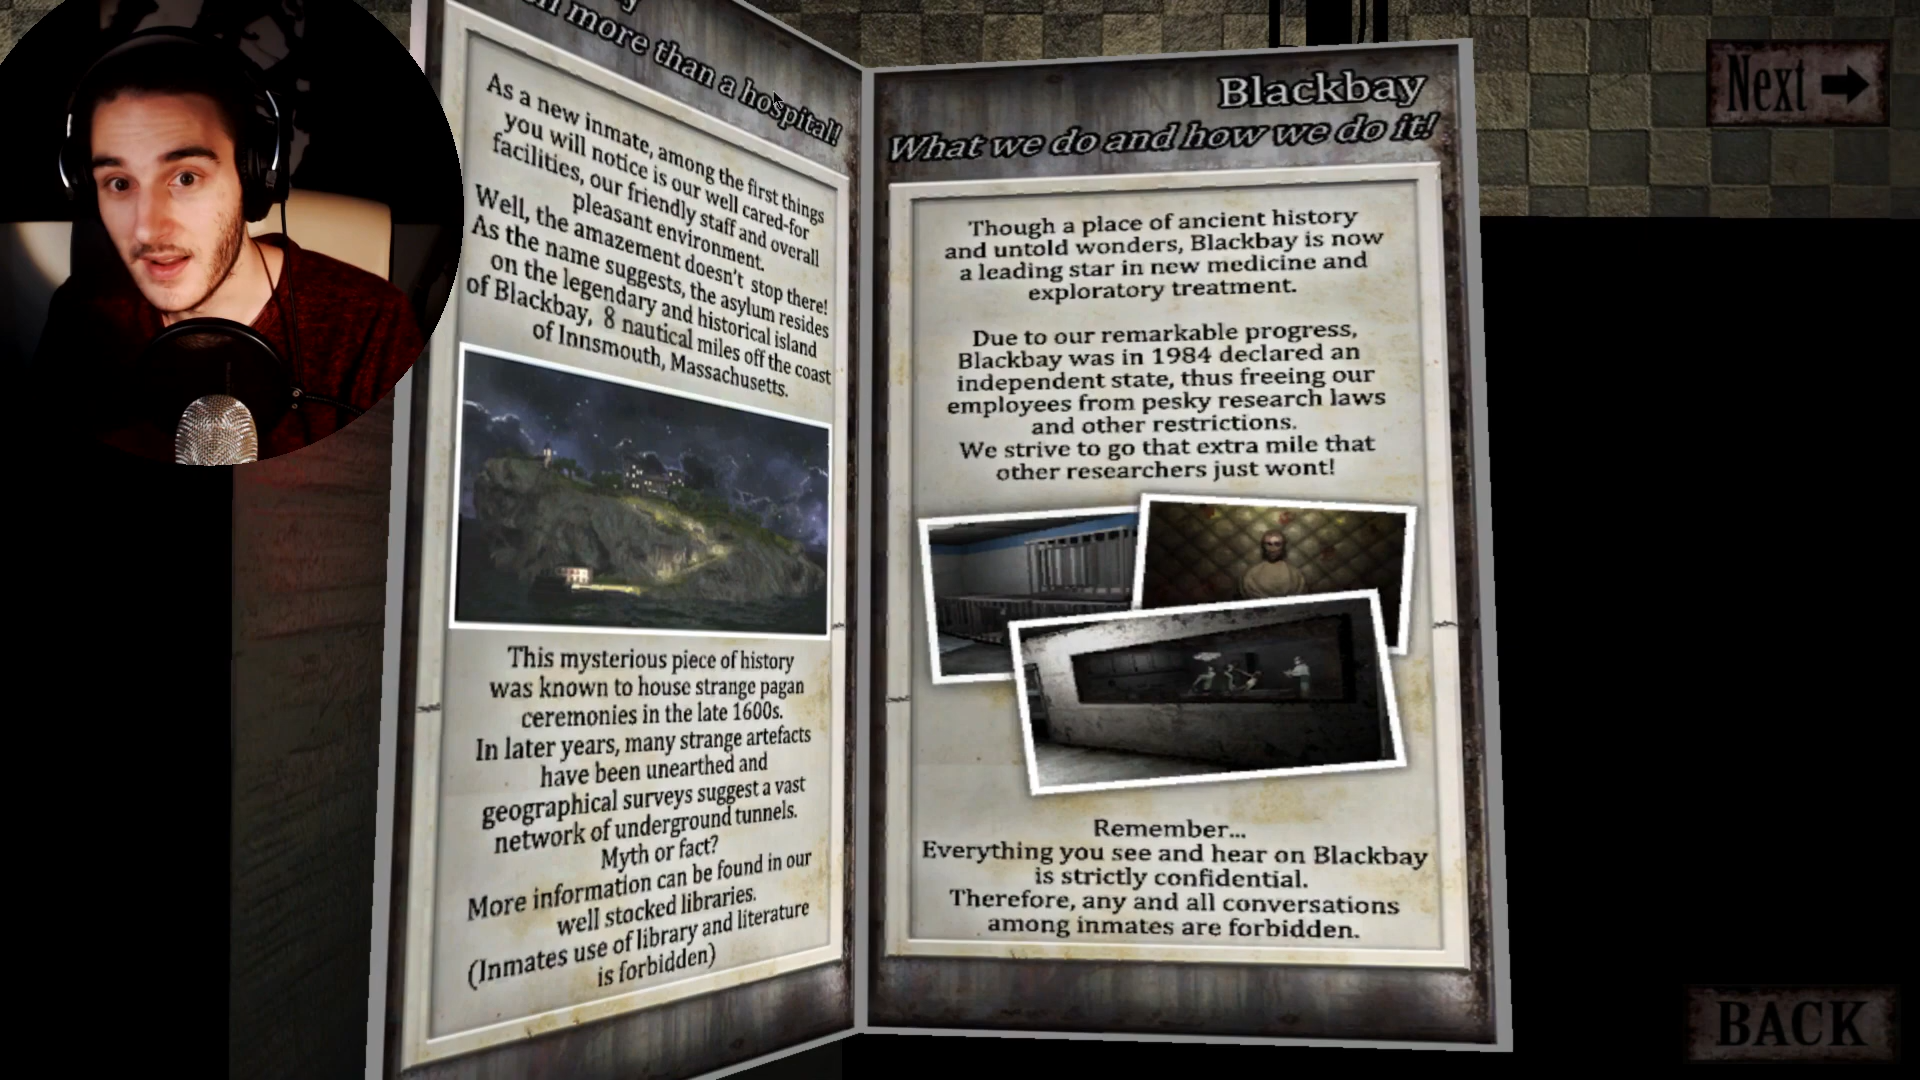 more than a hospital!
As a new inmate, among the first things
you will notice is our well cared-for
facilities, our friendly staff and overall
pleasant environment.
Well, the amazement doesn't stop there!
As the name suggests, the asylum resides
on the legendary and historical island
of Blackbay, 8 nautical miles off the coast
of Innsmouth, Massachusetts.
This mysterious piece of history
was known to house strange pagan
ceremonies in the late 1600s.
In later years, many strange artefacts
have been unearthed and
geographical surveys suggest a vast
network of underground tunnels.
Myth or fact?
More information can be found in our
well stocked libraries.
(Inmates use of library and literature
is forbidden)
Blackbay
What we do and how we do it!
Though a place of ancient history
and untold wonders, Blackbay is now
a leading star in new medicine and
exploratory treatment.
Due to our remarkable progress,
Blackbay was in 1984 declared an
independent state, thus freeing our
employees from pesky research laws
and other restrictions.
We strive to go that extra mile that
other researchers just wont!
Remember...
Everything you see and hear on Blackbay
is strictly confidential.
Therefore, any and all conversations
among inmates are forbidden.
Next
BACK